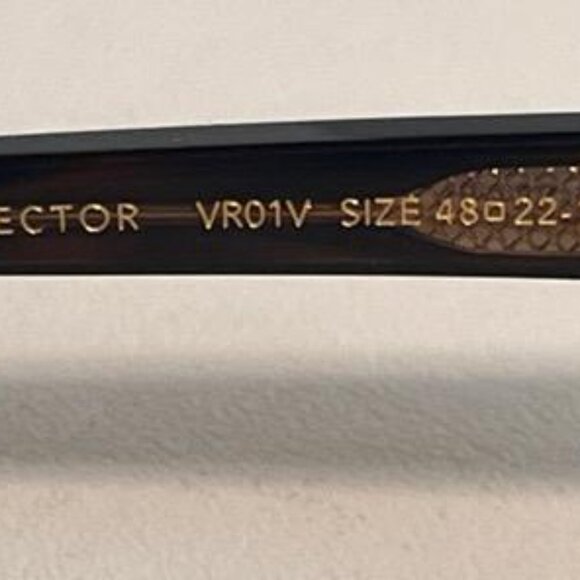 ECTOR VR01V SIZE 48□22-